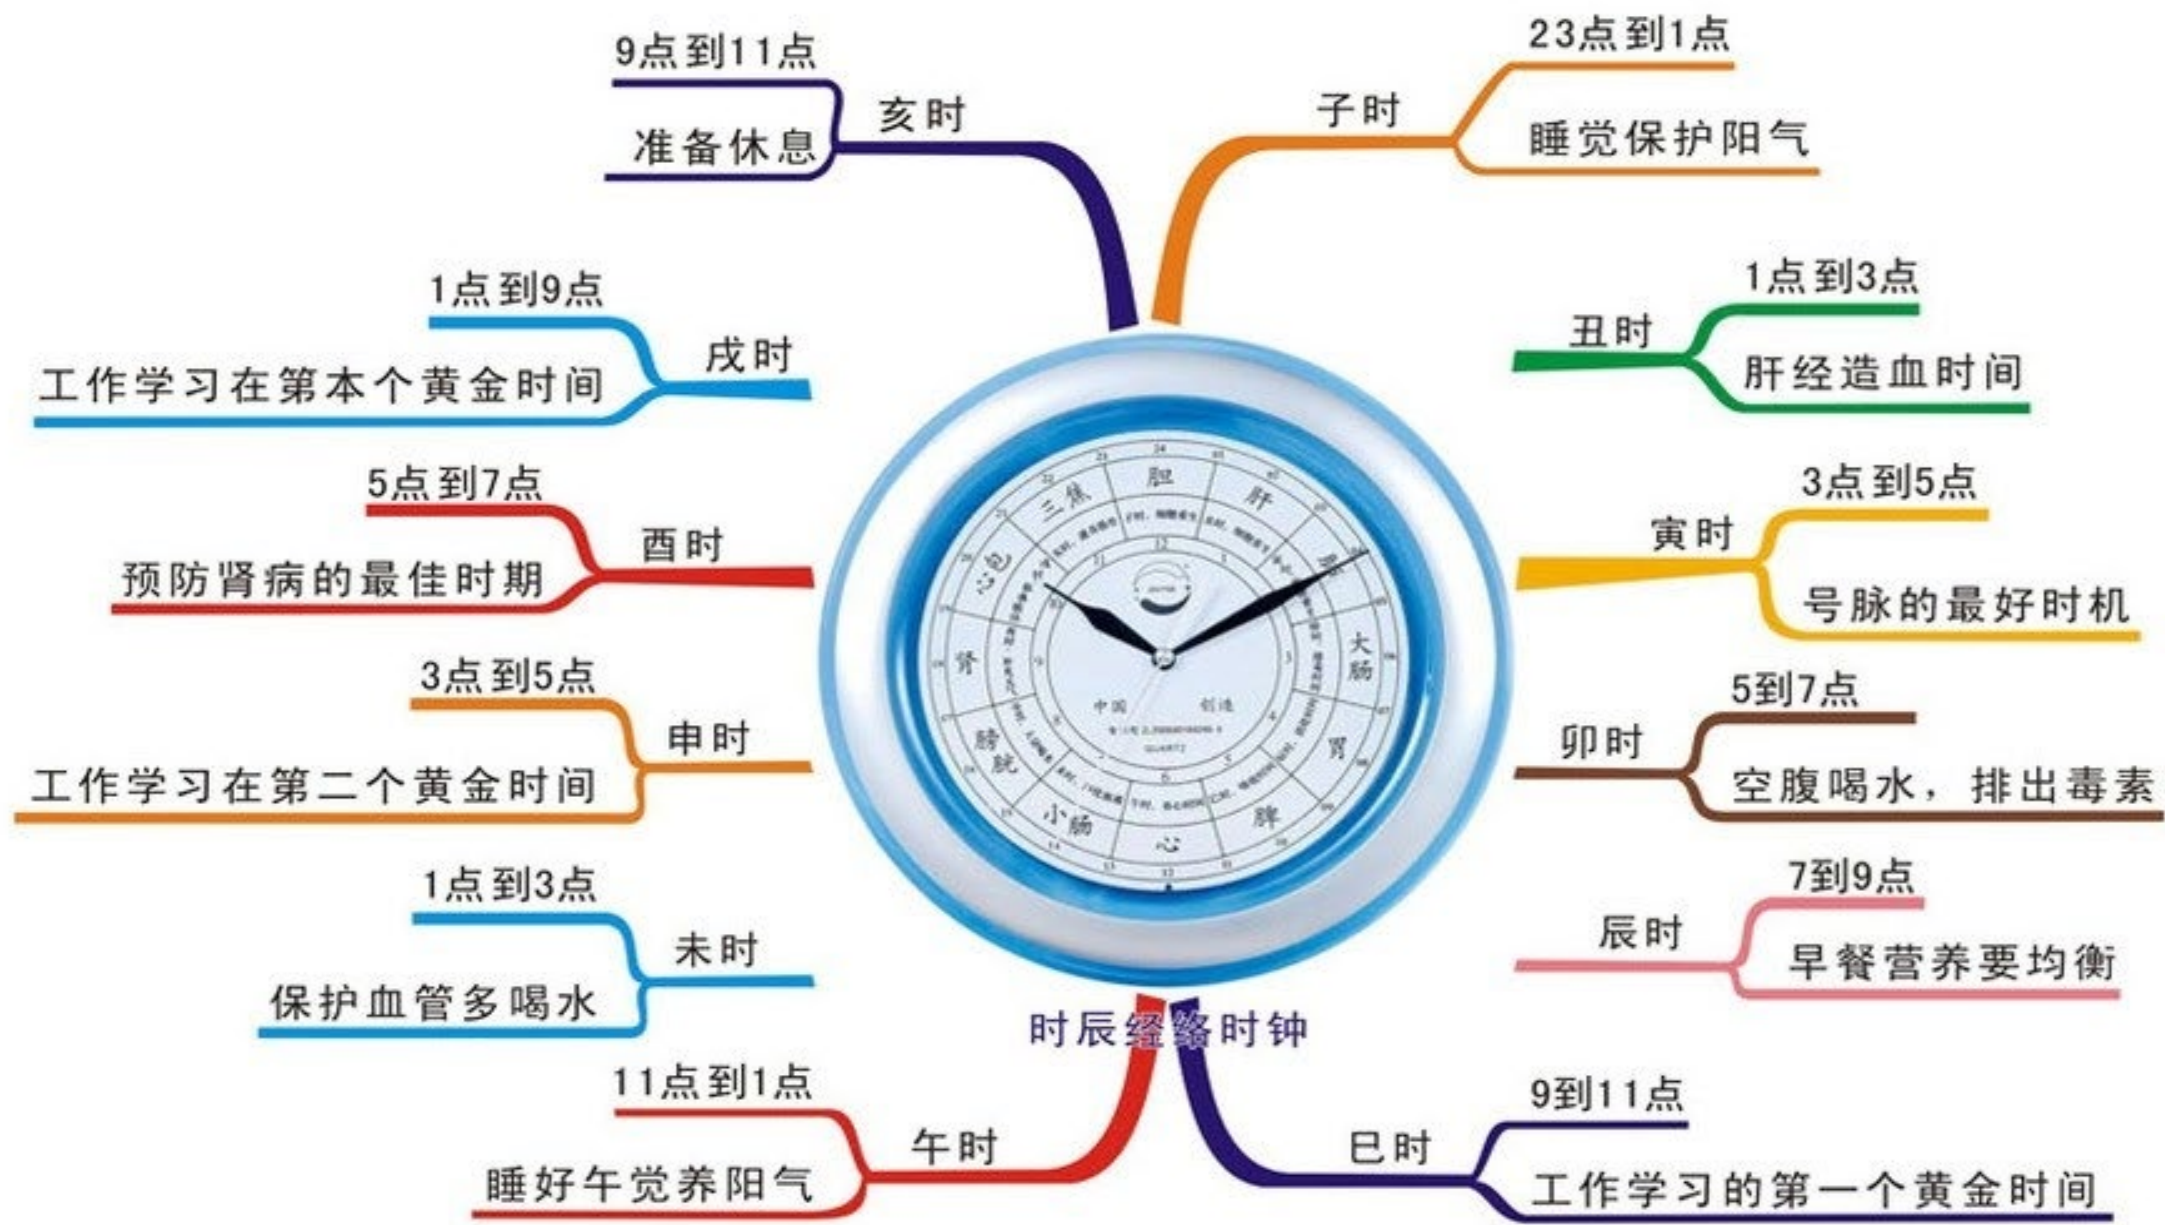 23点到1点
子时
睡觉保护阳气
1点到3点
丑时
肝经造血时间
3点到5点
寅时
号脉的最好时机
5到7点
卯时
空腹喝水，排出毒素
7到9点
辰时
早餐营养要均衡
9到11点
巳时
工作学习的第一个黄金时间
11点到1点
午时
睡好午觉养阳气
1点到3点
未时
保护血管多喝水
3点到5点
申时
工作学习在第二个黄金时间
5点到7点
酉时
预防肾病的最佳时期
1点到9点
戌时
工作学习在第本个黄金时间
9点到11点
亥时
准备休息
胆
肝
大肠
胃
脾
心
小肠
膀胱
肾
心包
三焦
中国 创造
QUARTZ
时辰经络时钟